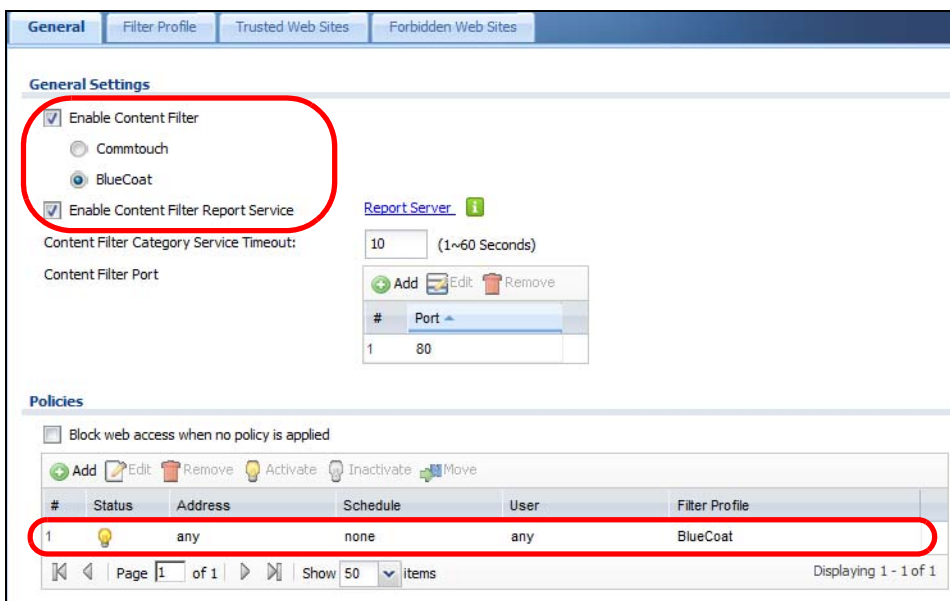 General Filter Profile Trusted Web Sites Forbidden Web Sites
General Settings
Enable Content Filter
Commtouch
BlueCoat
Enable Content Filter Report Service Report Server
Content Filter Category Service Timeout: 10 (1~60 Seconds)
Content Filter Port
Add Edit Remove
# Port
1 80
Policies
Block web access when no policy is applied
Add Edit Remove Activate Inactivate Move
# Status Address Schedule User Filter Profile
1 any none any BlueCoat
Page 1 of 1 Show 50 items Displaying 1 - 1 of 1